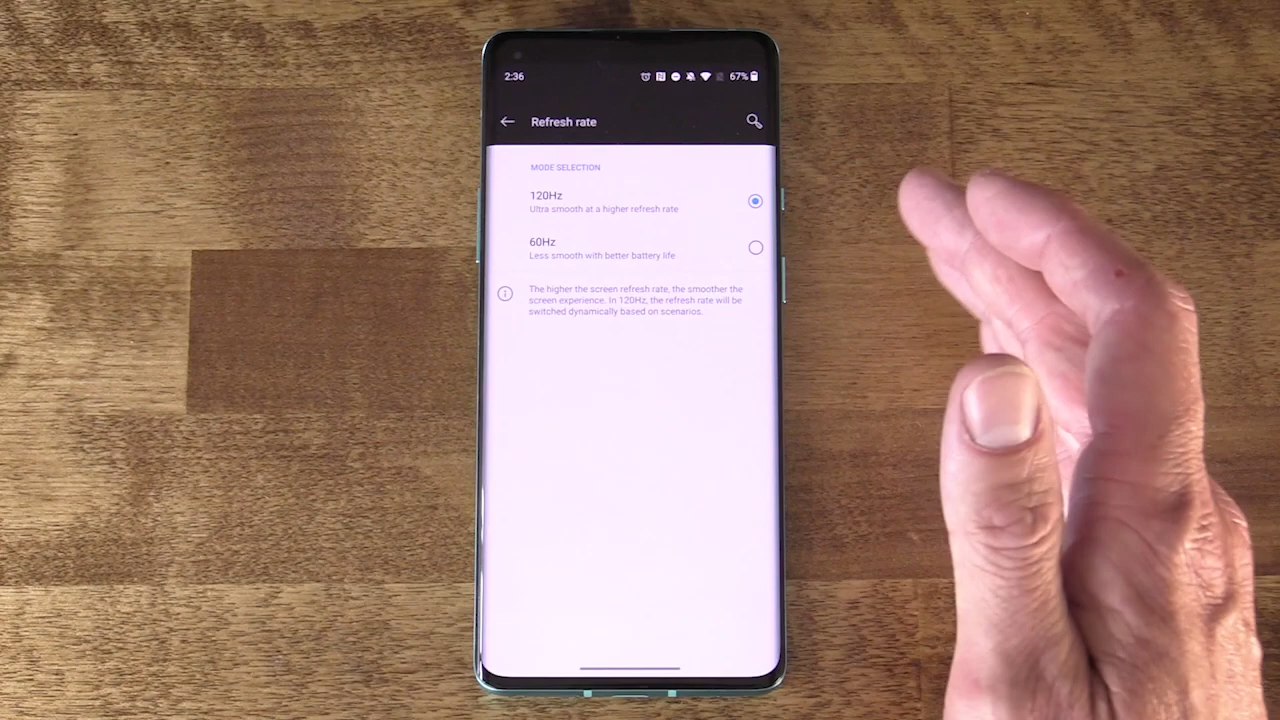 2:36
67%
Refresh rate
MODE SELECTION
120Hz
Ultra smooth at a higher refresh rate
60Hz
Less smooth with better battery life
The higher the screen refresh rate, the smoother the
screen experience. In 120Hz, the refresh rate will be
switched dynamically based on scenarios.